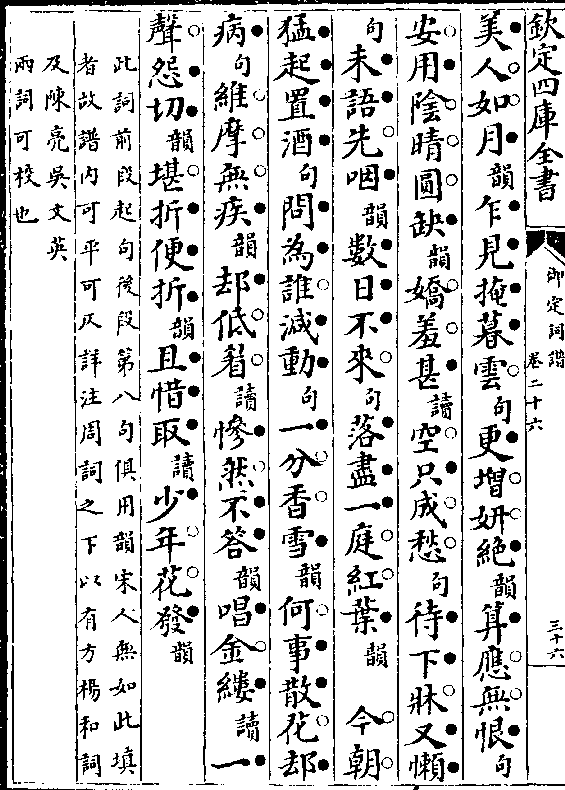 欽定四庫全書
御定詞譜 卷二十六
三十六
美人如月韻乍見掩暮雲句更增妍絶韻算應無恨句
安用陰晴圓缺韻嬌羞甚讀空只成愁句待下牀又懶
句未語先咽韻數日不來句落盡一庭紅葉韻 今朝
猛起置酒句問為誰減動句一分香雪韻何事散花却
病句維摩無疾韻却低眉讀慘然不答韻唱金縷讀一
聲怨切韻堪折便折韻且惜取讀少年花發韻
此詞前段起句後段第八句俱用韻宋人無如此填
者故譜內可平可仄詳注周詞之下以有方楊和詞
及陳亮吳文英
兩詞可校也